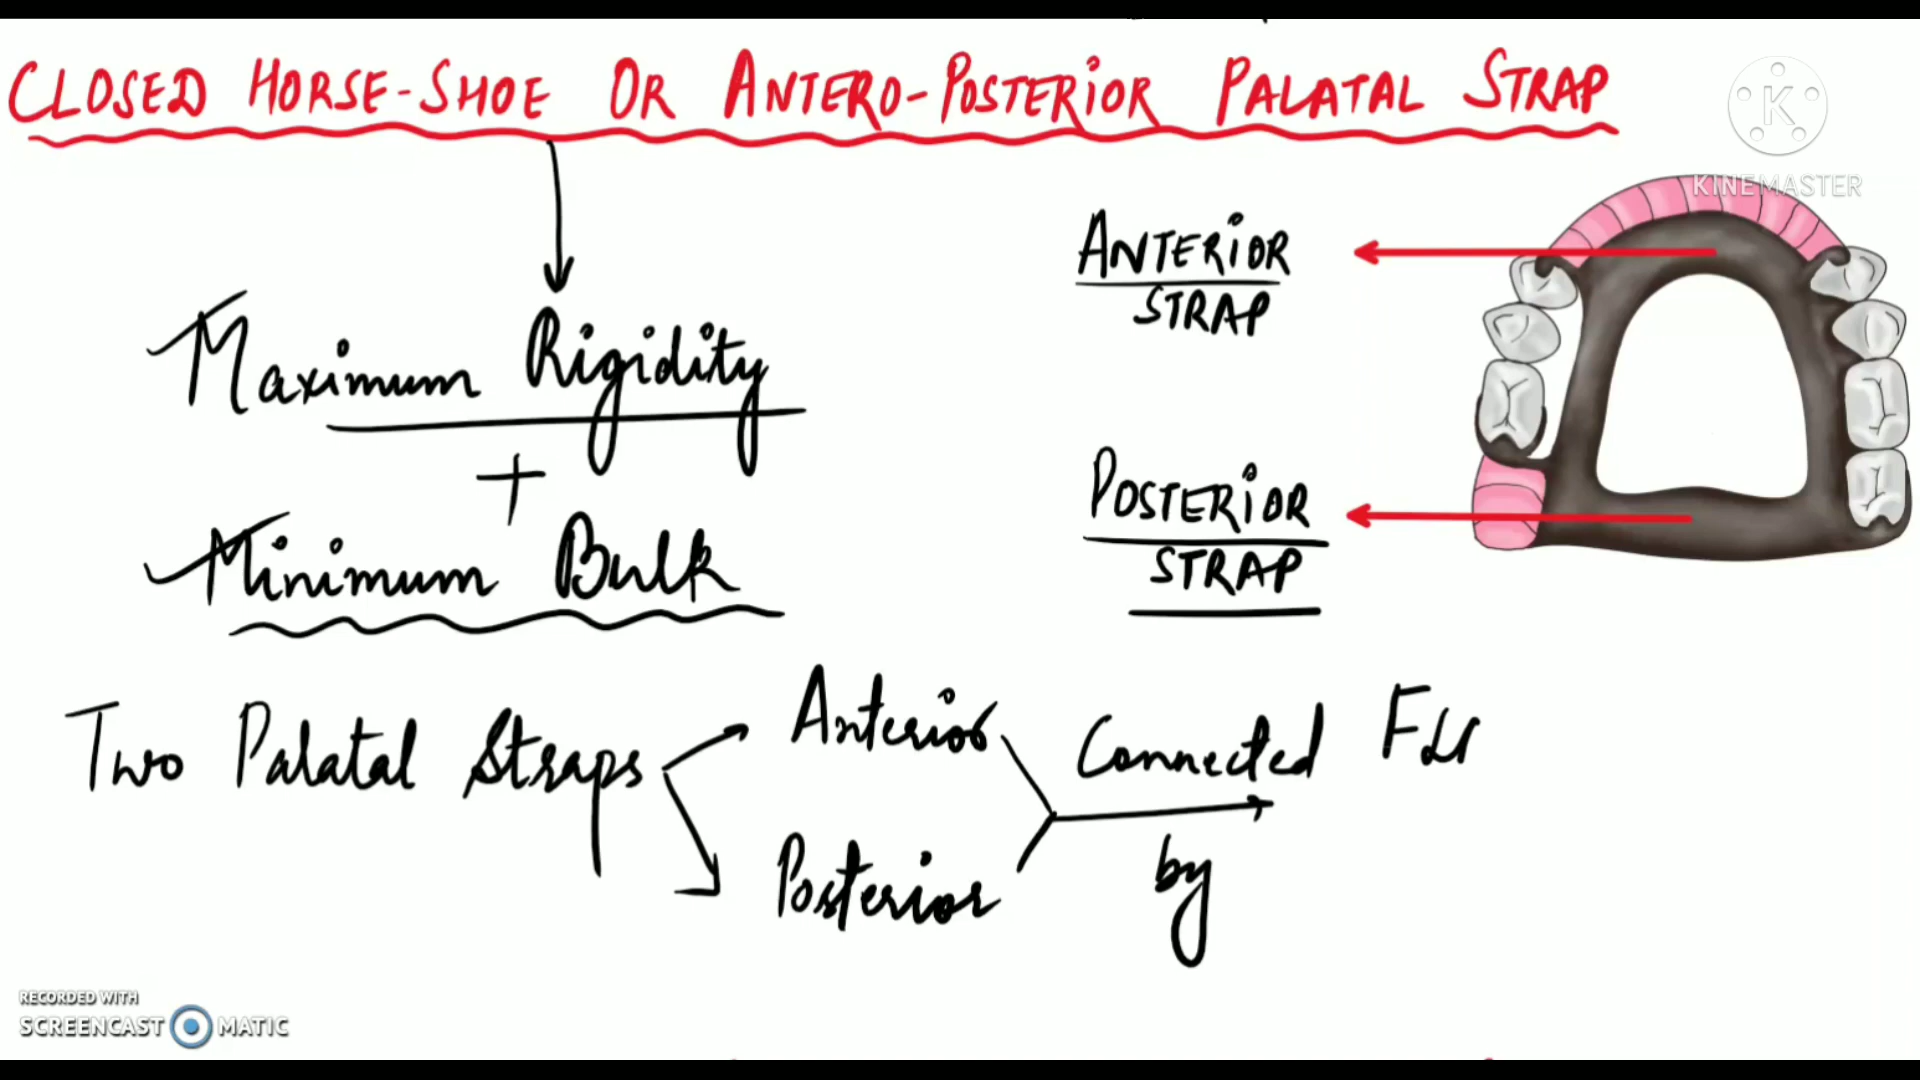 CLOSED HORSE-SHOE OR ANTERO-POSTERIOR PALATAL STRAP
K
KINEMASTER
ANTERIOR
STRAP
Maximum Rigidity
+
Minimum Bulk
POSTERIOR
STRAP
Two Palatal Straps
Anterior
Posterior
Connected
by
RECORDED WITH
SCREENCAST MATIC